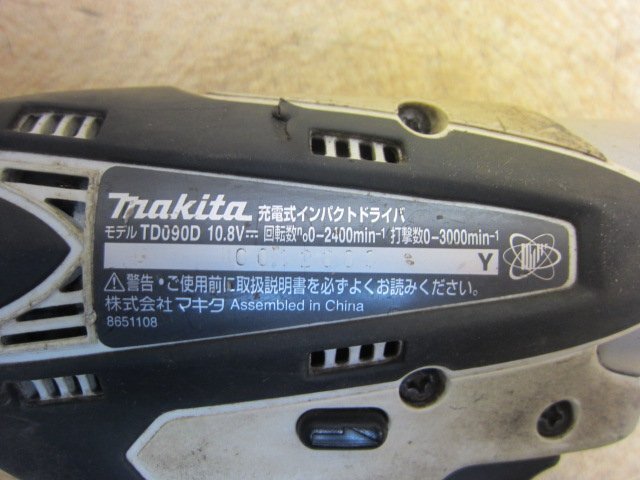 makita 充電式インパクトドライバ
モデル TD090D 10.8V⎓ 回転数n₀0-2400min⁻¹ 打撃数0-3000min⁻¹
Y
⚠警告・ご使用前に取扱説明書を必ずよくお読みください。
株式会社マキタ Assembled in China
8651108